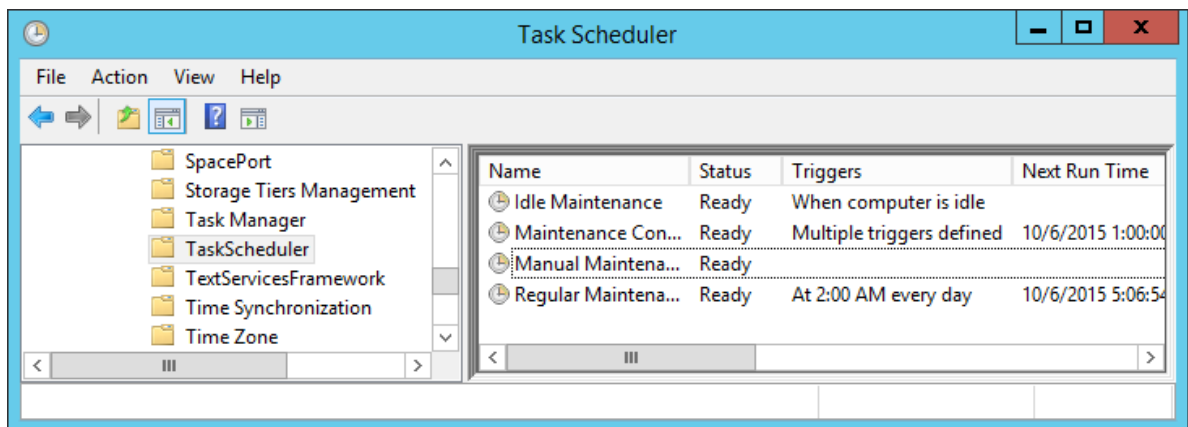 Task Scheduler
File Action View Help
SpacePort
Storage Tiers Management
Task Manager
TaskScheduler
TextServicesFramework
Time Synchronization
Time Zone
Name Status Triggers Next Run Time
Idle Maintenance Ready When computer is idle
Maintenance Con... Ready Multiple triggers defined 10/6/2015 1:00:00
Manual Maintena... Ready
Regular Maintena... Ready At 2:00 AM every day 10/6/2015 5:06:54